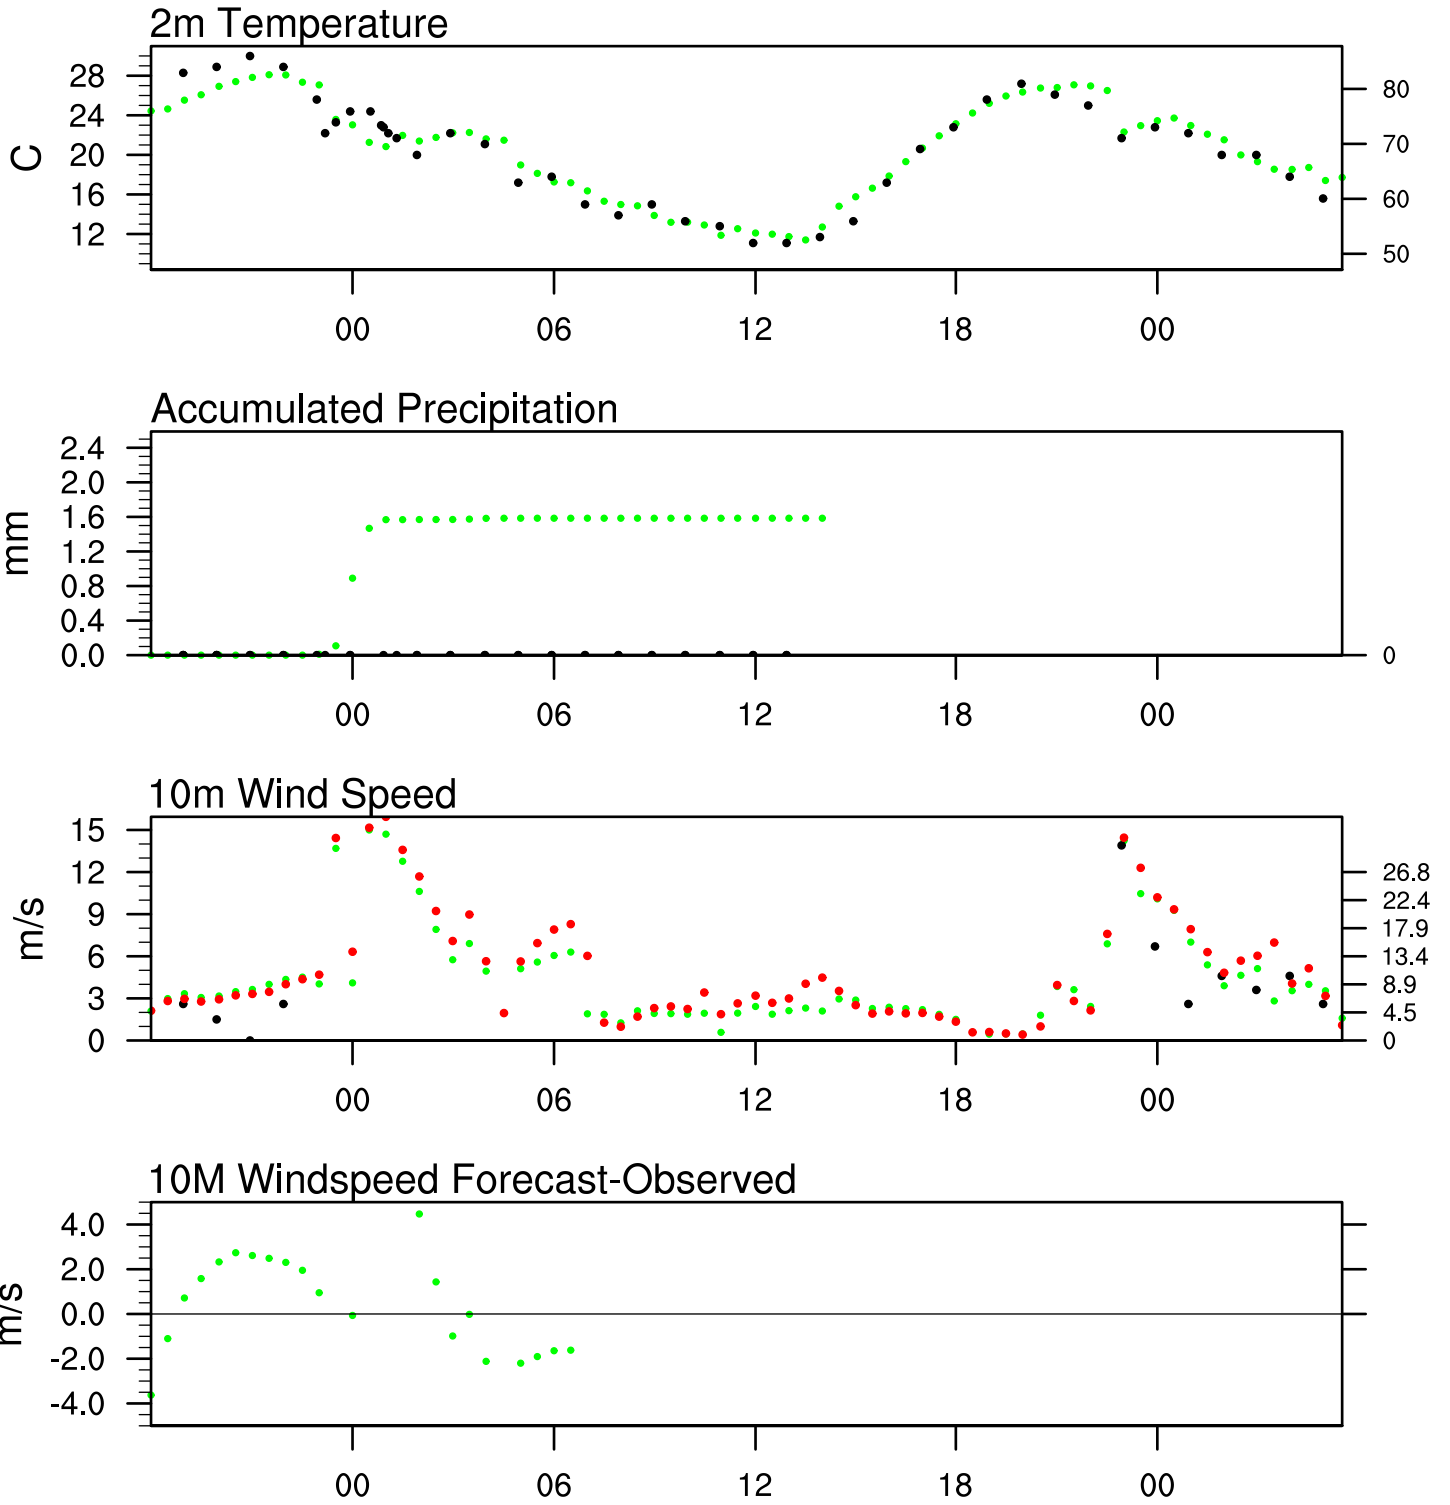 2m Temperature
28
24
20
16
12
C
80
70
60
50
00 06 12 18 00
Accumulated Precipitation
2.4
2.0
1.6
1.2
0.8
0.4
0.0
mm
0
00 06 12 18 00
10m Wind Speed
15
12
9
6
3
0
m/s
26.8
22.4
17.9
13.4
8.9
4.5
0
00 06 12 18 00
10M Windspeed Forecast-Observed
4.0
2.0
0.0
-2.0
-4.0
m/s
00 06 12 18 00